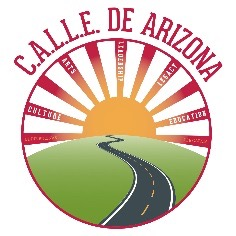 C.A.L.L.E. DE ARIZONA
CULTURE
ARTS
LEADERSHIP
LEGACY
EDUCATION